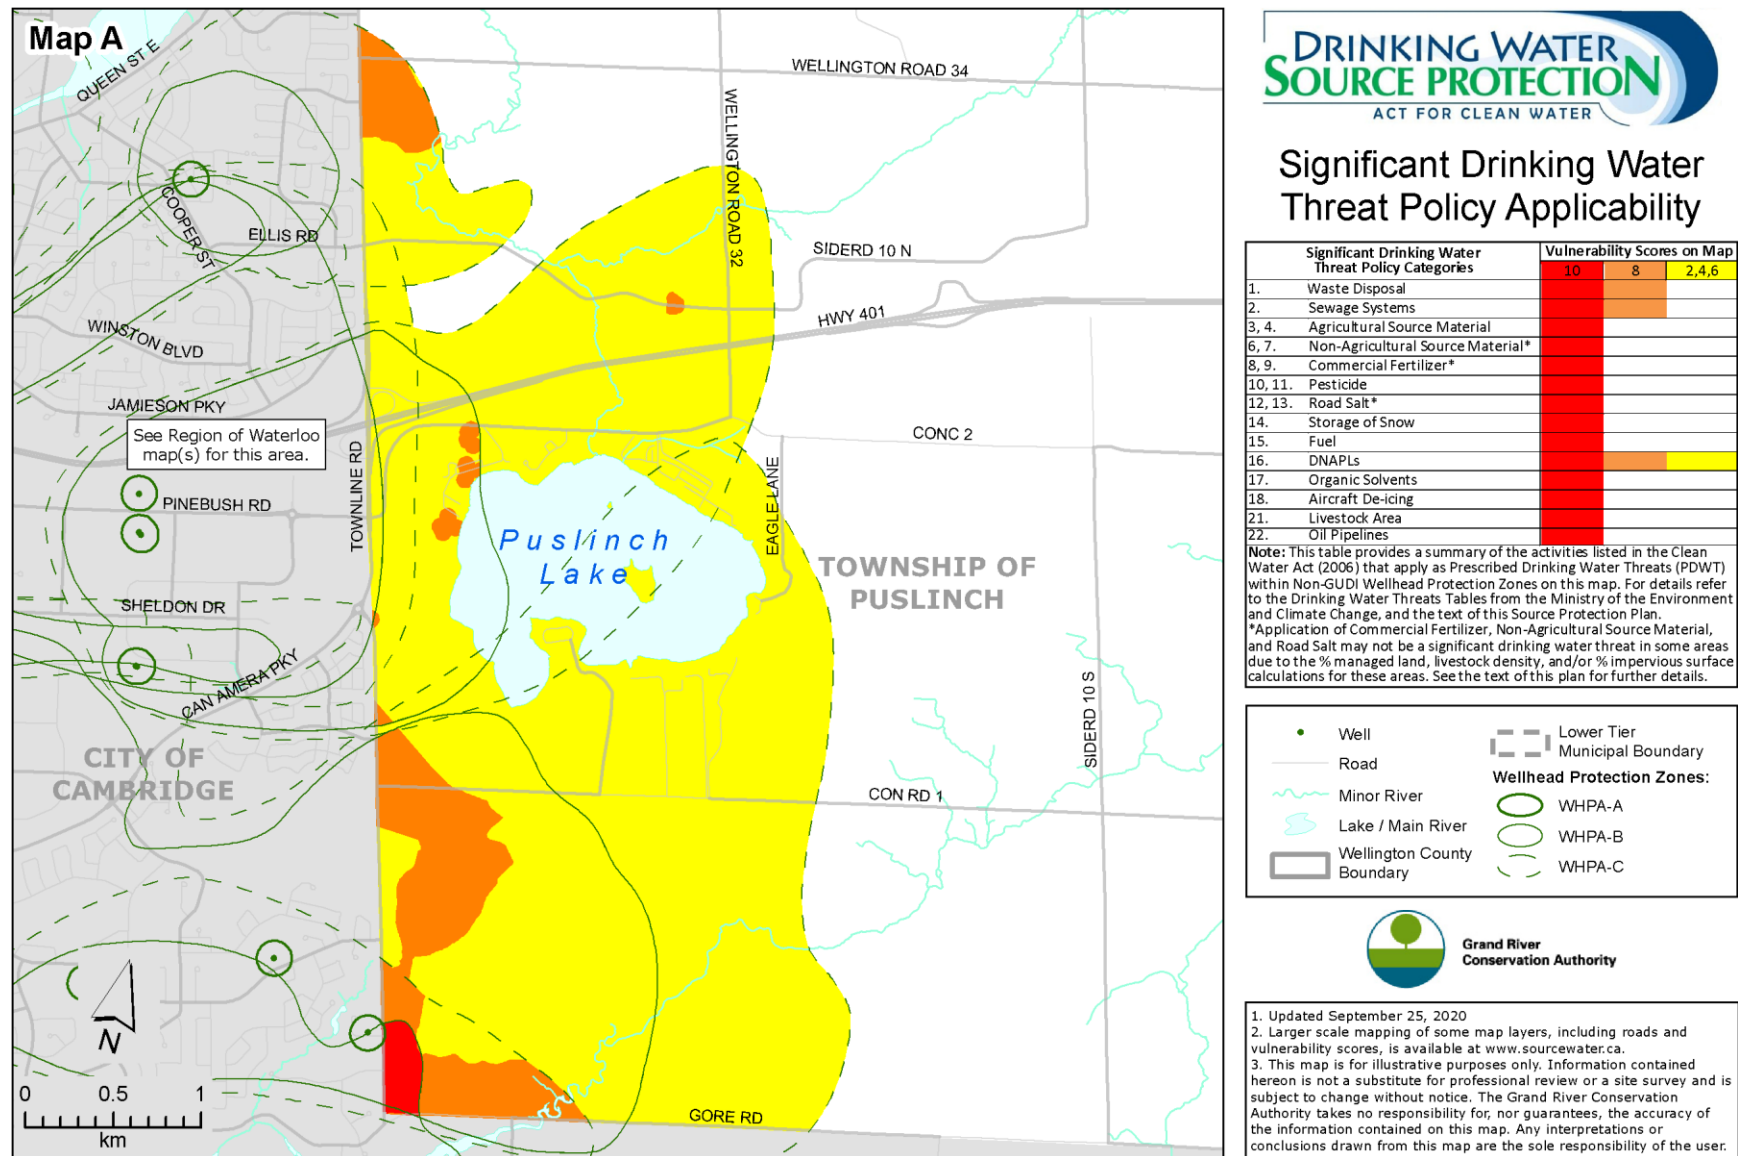 Map A
QUEEN ST E
WELLINGTON ROAD 34
WELLINGTON ROAD 32
COOPER ST
ELLIS RD
SIDERD 10 N
HWY 401
WINSTON BLVD
JAMIESON PKY
See Region of Waterloo
map(s) for this area.
CONC 2
TOWNLINE RD
EAGLE LANE
PINEBUSH RD
Puslinch
Lake
TOWNSHIP OF
PUSLINCH
SHELDON DR
CAN AMERA PKY
SIDERD 10 S
CITY OF
CAMBRIDGE
CON RD 1
GORE RD
N
0 0.5 1
km
DRINKING WATER
SOURCE PROTECTION
ACT FOR CLEAN WATER
Significant Drinking Water
Threat Policy Applicability
Significant Drinking Water
Threat Policy Categories
Vulnerability Scores on Map
10 8 2,4,6
1. Waste Disposal
2. Sewage Systems
3, 4. Agricultural Source Material
6, 7. Non-Agricultural Source Material*
8, 9. Commercial Fertilizer*
10, 11. Pesticide
12, 13. Road Salt*
14. Storage of Snow
15. Fuel
16. DNAPLs
17. Organic Solvents
18. Aircraft De-icing
21. Livestock Area
22. Oil Pipelines
Note: This table provides a summary of the activities listed in the Clean
Water Act (2006) that apply as Prescribed Drinking Water Threats (PDWT)
within Non-GUDI Wellhead Protection Zones on this map. For details refer
to the Drinking Water Threats Tables from the Ministry of the Environment
and Climate Change, and the text of this Source Protection Plan.
*Application of Commercial Fertilizer, Non-Agricultural Source Material,
and Road Salt may not be a significant drinking water threat in some areas
due to the % managed land, livestock density, and/or % impervious surface
calculations for these areas. See the text of this plan for further details.
Well
Road
Minor River
Lake / Main River
Wellington County
Boundary
Lower Tier
Municipal Boundary
Wellhead Protection Zones:
WHPA-A
WHPA-B
WHPA-C
Grand River
Conservation Authority
1. Updated September 25, 2020
2. Larger scale mapping of some map layers, including roads and
vulnerability scores, is available at www.sourcewater.ca.
3. This map is for illustrative purposes only. Information contained
hereon is not a substitute for professional review or a site survey and is
subject to change without notice. The Grand River Conservation
Authority takes no responsibility for, nor guarantees, the accuracy of
the information contained on this map. Any interpretations or
conclusions drawn from this map are the sole responsibility of the user.